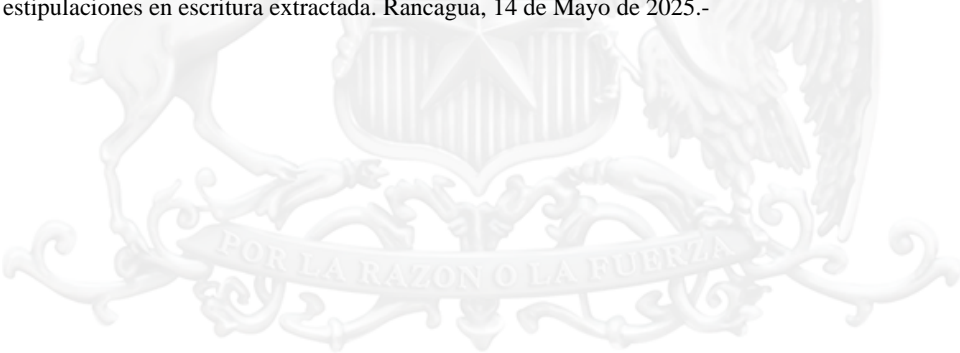 estipulaciones en escritura extractada. Rancagua, 14 de Mayo de 2025.-
POR LA RAZON O LA FUERZA